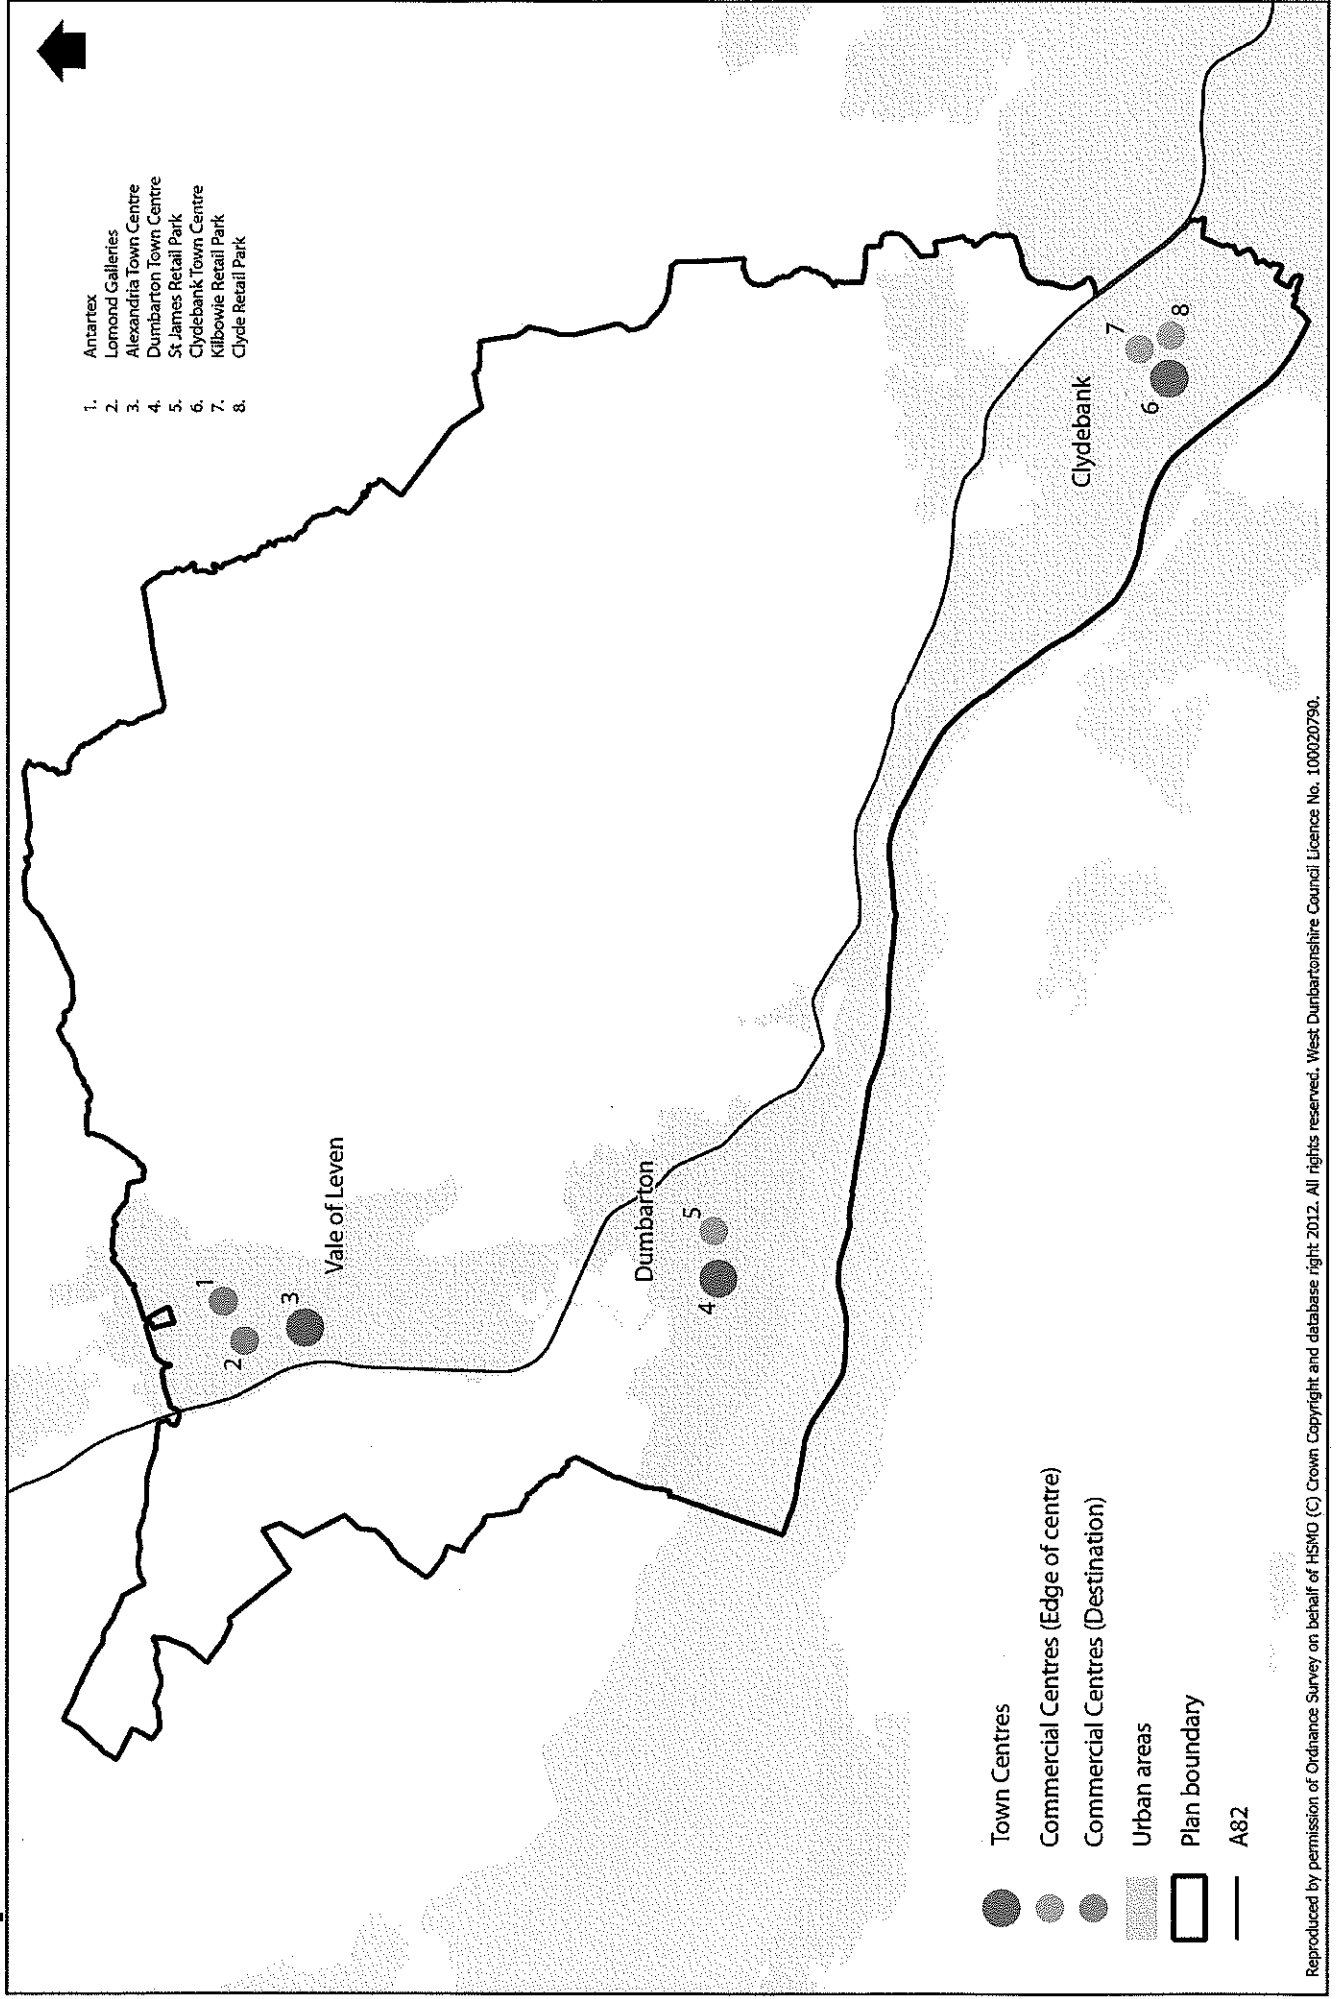 1. Antartex
2. Lomond Galleries
3. Alexandria Town Centre
4. Dumbarton Town Centre
5. St James Retail Park
6. Clydebank Town Centre
7. Kilbowie Retail Park
8. Clyde Retail Park
Vale of Leven
1
2
3
Dumbarton
4
5
Clydebank
6
7
8
Town Centres
Commercial Centres (Edge of centre)
Commercial Centres (Destination)
Urban areas
Plan boundary
A82
Reproduced by permission of Ordnance Survey on behalf of HSMO (C) Crown Copyright and database right 2012. All rights reserved. West Dunbartonshire Council Licence No. 100020790.